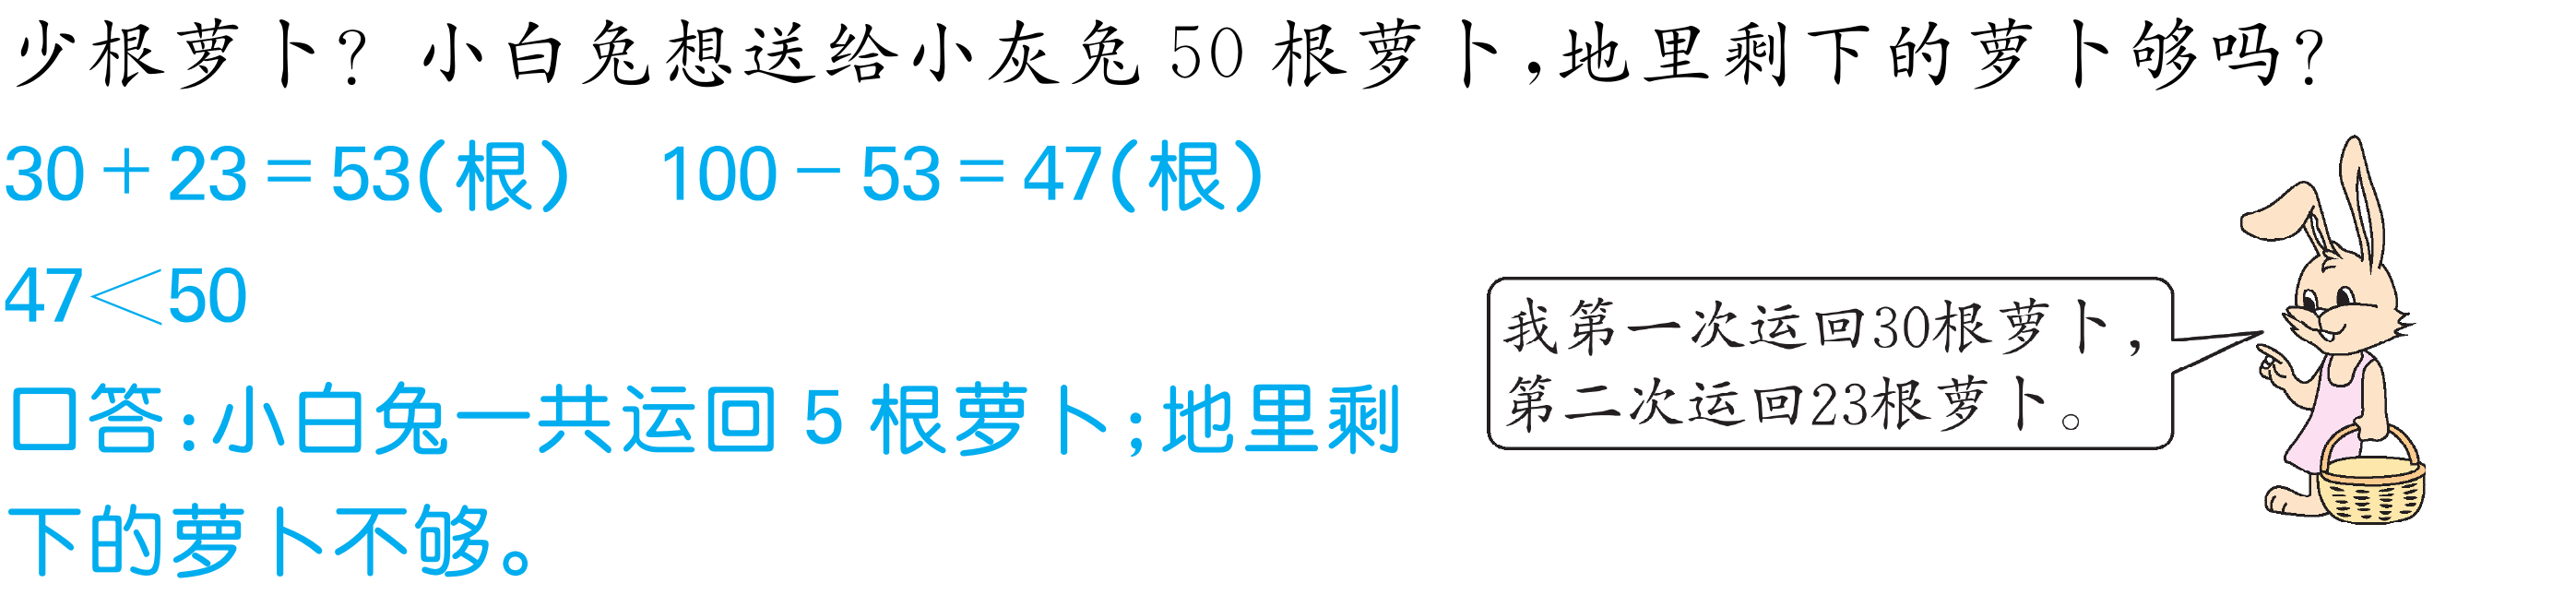 少根萝卜？小白兔想送给小灰兔 50 根萝卜，地里剩下的萝卜够吗？
30＋23＝53(根) 100－53＝47(根)
47＜50
口答：小白兔一共运回 5 根萝卜；地里剩
下的萝卜不够。
我第一次运回30根萝卜，
第二次运回23根萝卜。